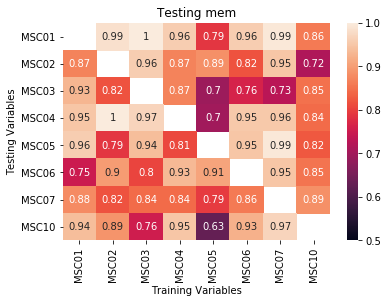 Testing mem
MSC01 0.99 1 0.96 0.79 0.96 0.99 0.86
MSC02 0.87 0.96 0.87 0.89 0.82 0.95 0.72
MSC03 0.93 0.82 0.87 0.7 0.76 0.73 0.85
MSC04 0.95 1 0.97 0.7 0.95 0.96 0.84
MSC05 0.96 0.79 0.94 0.81 0.95 0.99 0.82
MSC06 0.75 0.9 0.8 0.93 0.91 0.95 0.85
MSC07 0.88 0.82 0.84 0.84 0.79 0.86 0.89
MSC10 0.94 0.89 0.76 0.95 0.63 0.93 0.97
MSC01 MSC02 MSC03 MSC04 MSC05 MSC06 MSC07 MSC10
Training Variables
Testing Variables
1.0
0.9
0.8
0.7
0.6
0.5